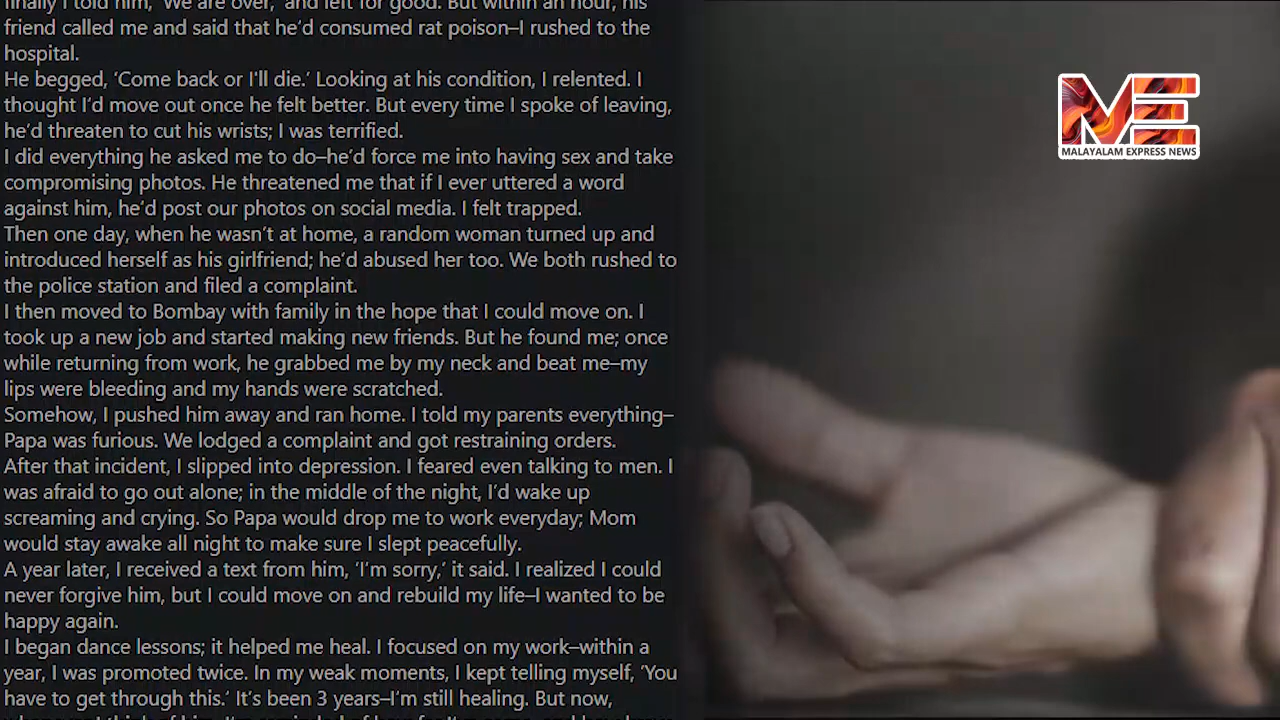 finally I told him, ‘We are over,’ and left for good. But within an hour, his
friend called me and said that he’d consumed rat poison–I rushed to the
hospital.
He begged, ‘Come back or I'll die.’ Looking at his condition, I relented. I
thought I’d move out once he felt better. But every time I spoke of leaving,
he’d threaten to cut his wrists; I was terrified.
I did everything he asked me to do–he’d force me into having sex and take
compromising photos. He threatened me that if I ever uttered a word
against him, he’d post our photos on social media. I felt trapped.
Then one day, when he wasn’t at home, a random woman turned up and
introduced herself as his girlfriend; he’d abused her too. We both rushed to
the police station and filed a complaint.
I then moved to Bombay with family in the hope that I could move on. I
took up a new job and started making new friends. But he found me; once
while returning from work, he grabbed me by my neck and beat me–my
lips were bleeding and my hands were scratched.
Somehow, I pushed him away and ran home. I told my parents everything–
Papa was furious. We lodged a complaint and got restraining orders.
After that incident, I slipped into depression. I feared even talking to men. I
was afraid to go out alone; in the middle of the night, I’d wake up
screaming and crying. So Papa would drop me to work everyday; Mom
would stay awake all night to make sure I slept peacefully.
A year later, I received a text from him, ‘I’m sorry,’ it said. I realized I could
never forgive him, but I could move on and rebuild my life–I wanted to be
happy again.
I began dance lessons; it helped me heal. I focused on my work–within a
year, I was promoted twice. In my weak moments, I kept telling myself, ‘You
have to get through this.’ It’s been 3 years–I’m still healing. But now,
ME
MALAYALAM EXPRESS NEWS